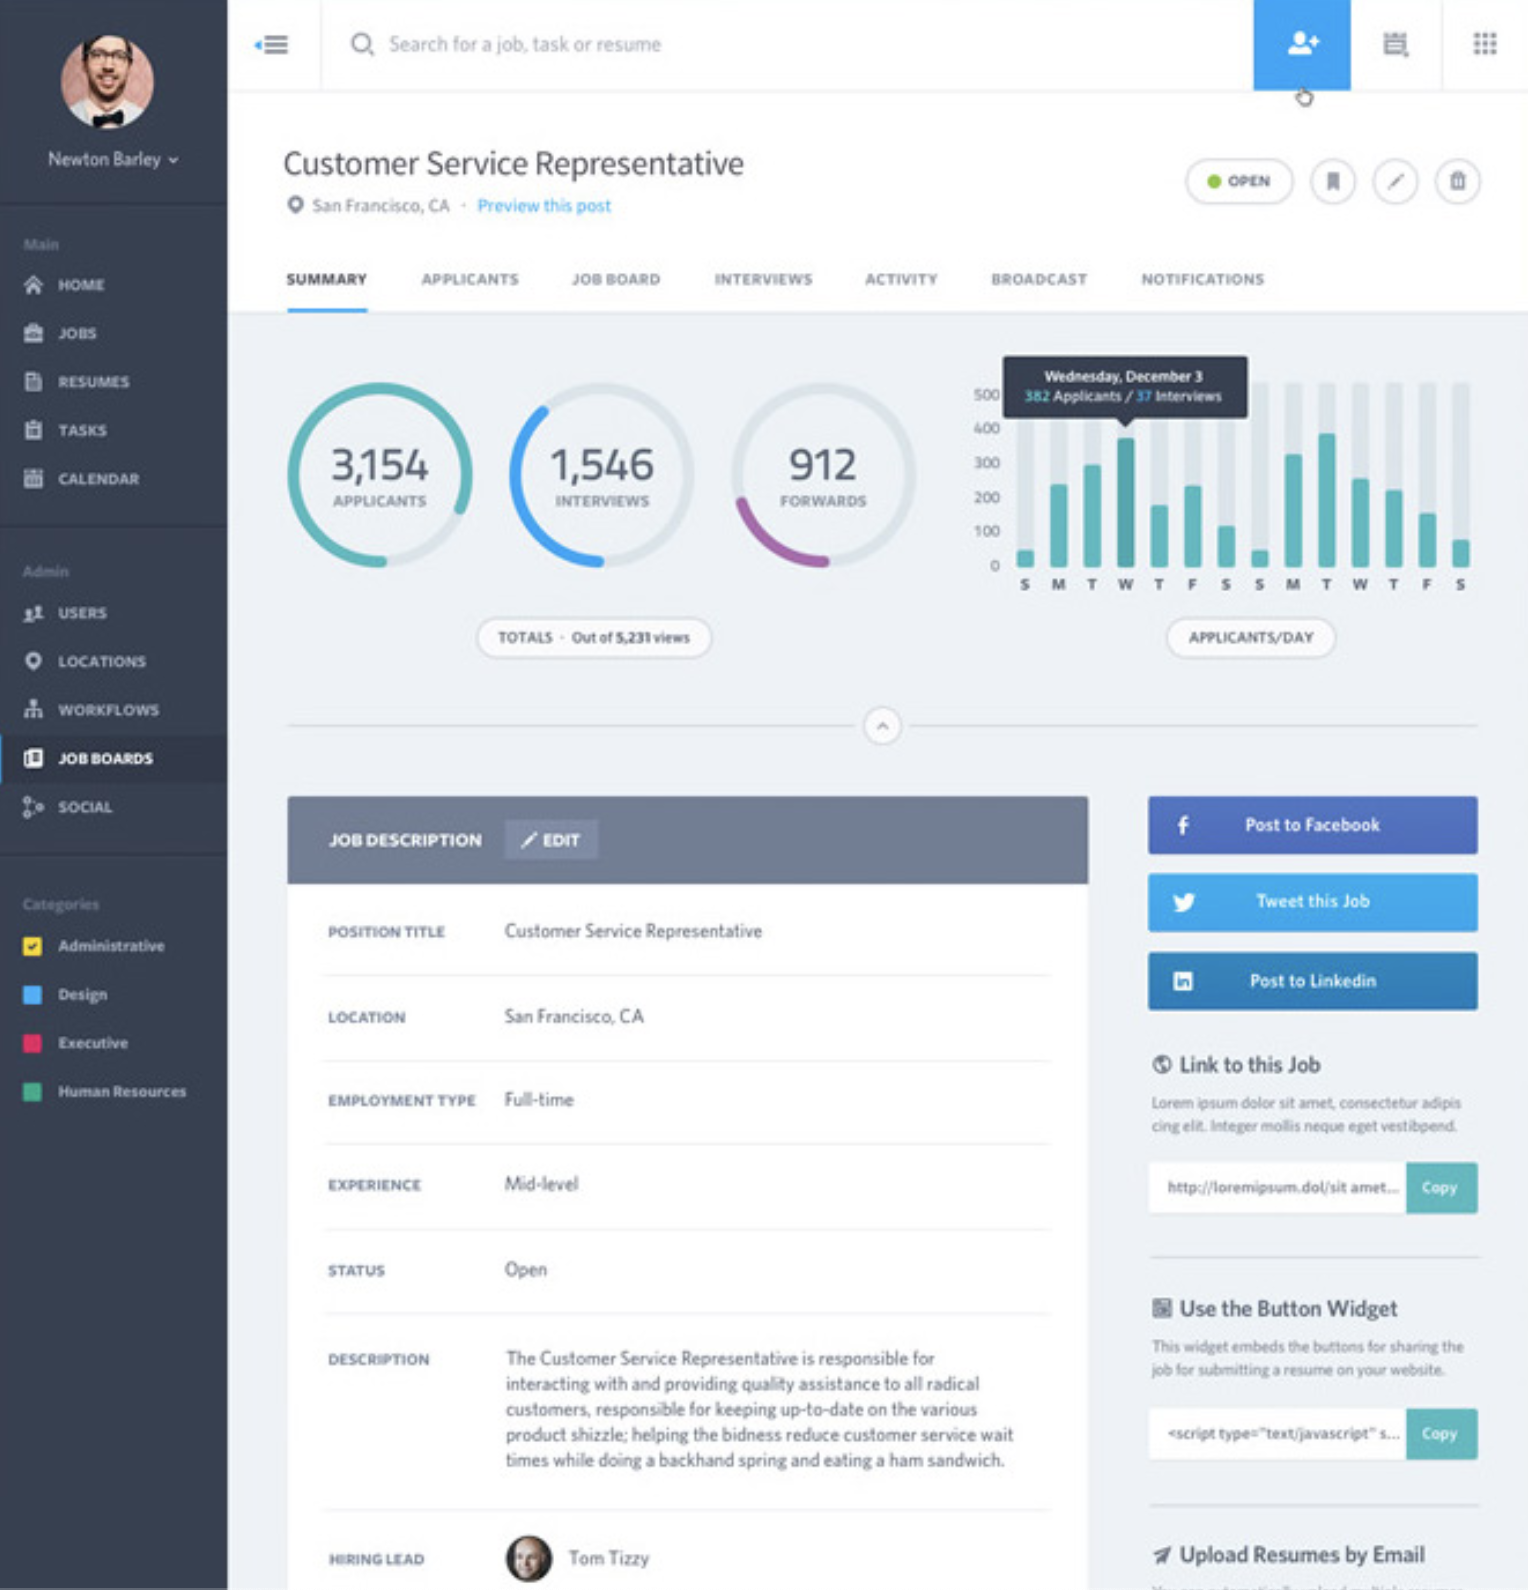 Newton Barley
Main
HOME
JOBS
RESUMES
TASKS
CALENDAR
Admin
USERS
LOCATIONS
WORKFLOWS
JOB BOARDS
SOCIAL
Categories
Administrative
Design
Executive
Human Resources
Search for a job, task or resume
Customer Service Representative
San Francisco, CA · Preview this post
OPEN
SUMMARY APPLICANTS JOB BOARD INTERVIEWS ACTIVITY BROADCAST NOTIFICATIONS
3,154
APPLICANTS
1,546
INTERVIEWS
912
FORWARDS
TOTALS · Out of 5,231 views
Wednesday, December 3
382 Applicants / 37 Interviews
500
400
300
200
100
0
S M T W T F S S M T W T F S
APPLICANTS/DAY
JOB DESCRIPTION EDIT
POSITION TITLE Customer Service Representative
LOCATION San Francisco, CA
EMPLOYMENT TYPE Full-time
EXPERIENCE Mid-level
STATUS Open
DESCRIPTION The Customer Service Representative is responsible for
interacting with and providing quality assistance to all radical
customers, responsible for keeping up-to-date on the various
product shizzle; helping the bidness reduce customer service wait
times while doing a backhand spring and eating a ham sandwich.
HIRING LEAD Tom Tizzy
Post to Facebook
Tweet this Job
Post to Linkedin
Link to this Job
Lorem ipsum dolor sit amet, consectetur adipis
cing elit. Integer mollis neque eget vestibpend.
http://loremipsum.dol/sit amet... Copy
Use the Button Widget
This widget embeds the buttons for sharing the
job for submitting a resume on your website.
<script type="text/javascript" s... Copy
Upload Resumes by Email